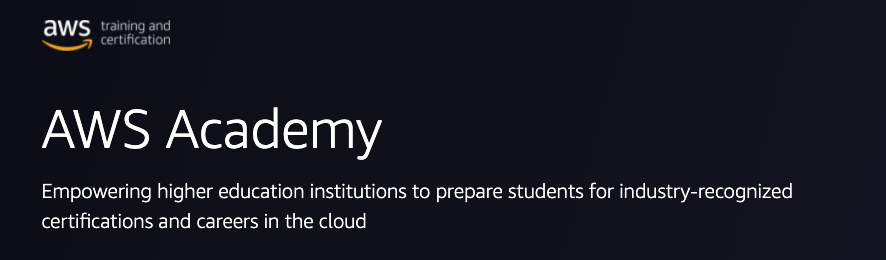 aws training and
certification
AWS Academy
Empowering higher education institutions to prepare students for industry-recognized
certifications and careers in the cloud